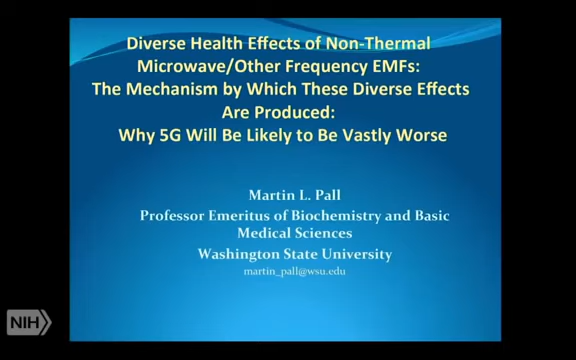 Diverse Health Effects of Non-Thermal
Microwave/Other Frequency EMFs:
The Mechanism by Which These Diverse Effects
Are Produced:
Why 5G Will Be Likely to Be Vastly Worse
Martin L. Pall
Professor Emeritus of Biochemistry and Basic
Medical Sciences
Washington State University
martin_pall@wsu.edu
NIH